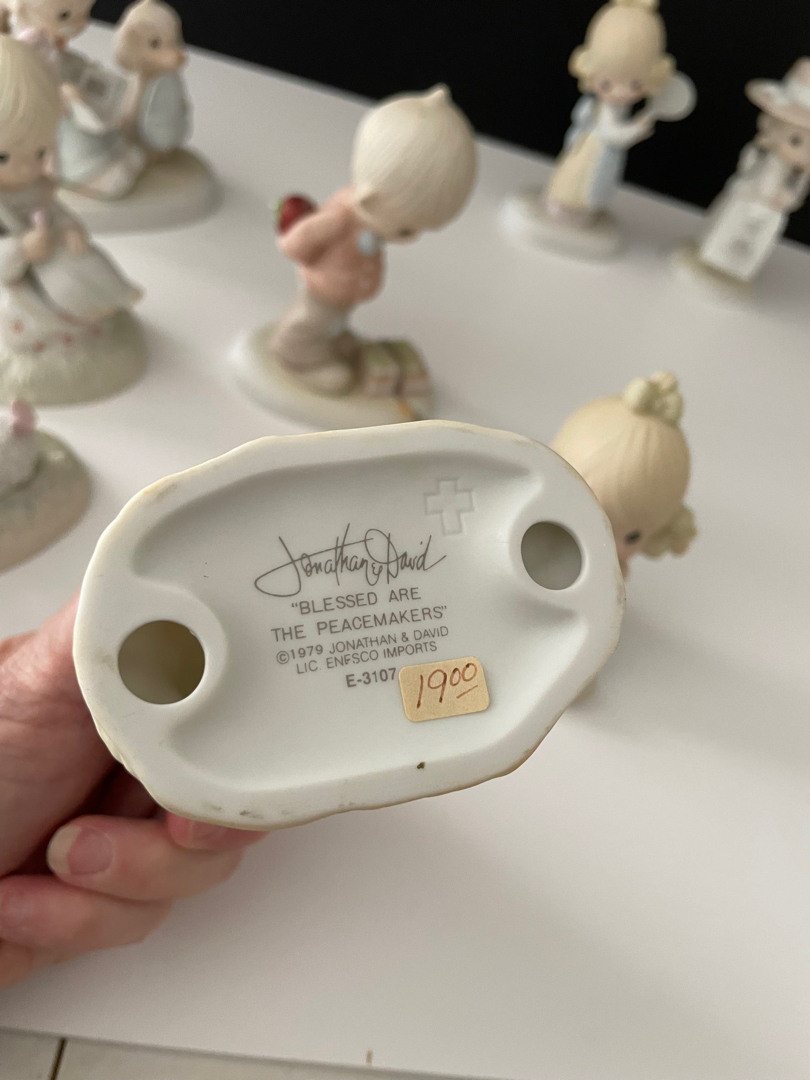 Jonathan & David
"BLESSED ARE
THE PEACEMAKERS"
©1979 JONATHAN & DAVID
LIC. ENESCO IMPORTS
E-3107
1900